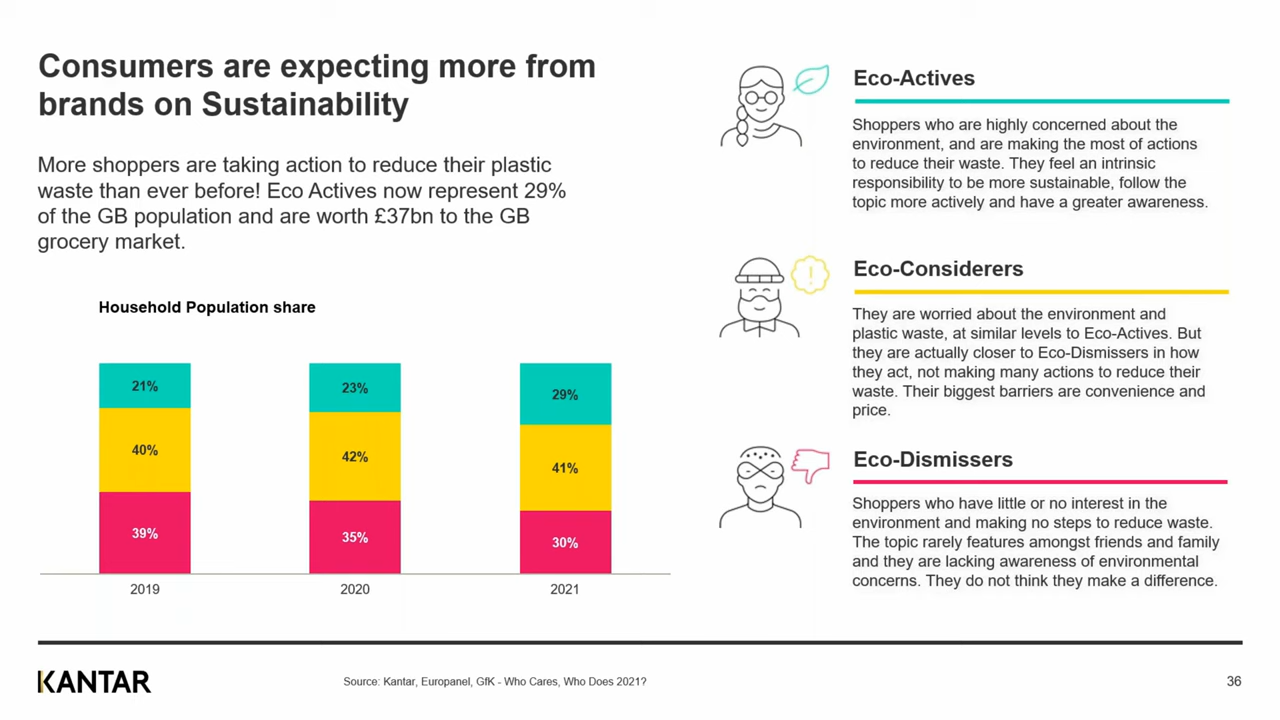 Consumers are expecting more from
brands on Sustainability
More shoppers are taking action to reduce their plastic
waste than ever before! Eco Actives now represent 29%
of the GB population and are worth £37bn to the GB
grocery market.
Household Population share
21%
40%
39%
2019
23%
42%
35%
2020
29%
41%
30%
2021
Eco-Actives
Shoppers who are highly concerned about the
environment, and are making the most of actions
to reduce their waste. They feel an intrinsic
responsibility to be more sustainable, follow the
topic more actively and have a greater awareness.
Eco-Considerers
They are worried about the environment and
plastic waste, at similar levels to Eco-Actives. But
they are actually closer to Eco-Dismissers in how
they act, not making many actions to reduce their
waste. Their biggest barriers are convenience and
price.
Eco-Dismissers
Shoppers who have little or no interest in the
environment and making no steps to reduce waste.
The topic rarely features amongst friends and family
and they are lacking awareness of environmental
concerns. They do not think they make a difference.
KANTAR
Source: Kantar, Europanel, GfK - Who Cares, Who Does 2021?
36